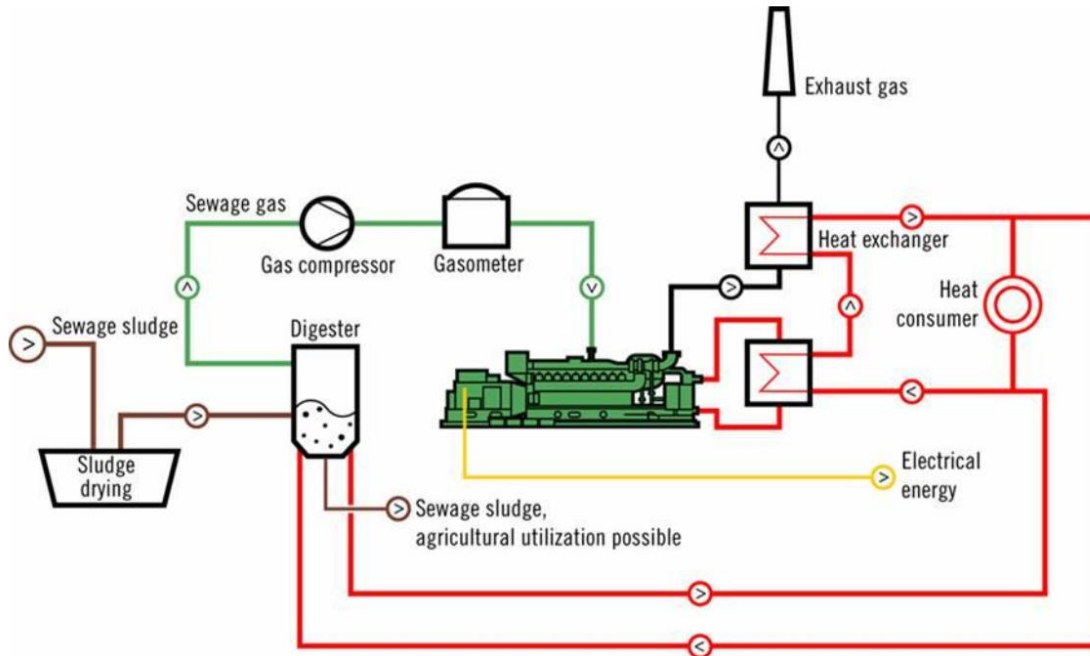 Exhaust gas
Sewage gas
Gas compressor
Gasometer
Heat exchanger
Heat
consumer
Sewage sludge
Digester
Sludge
drying
Electrical
energy
Sewage sludge,
agricultural utilization possible